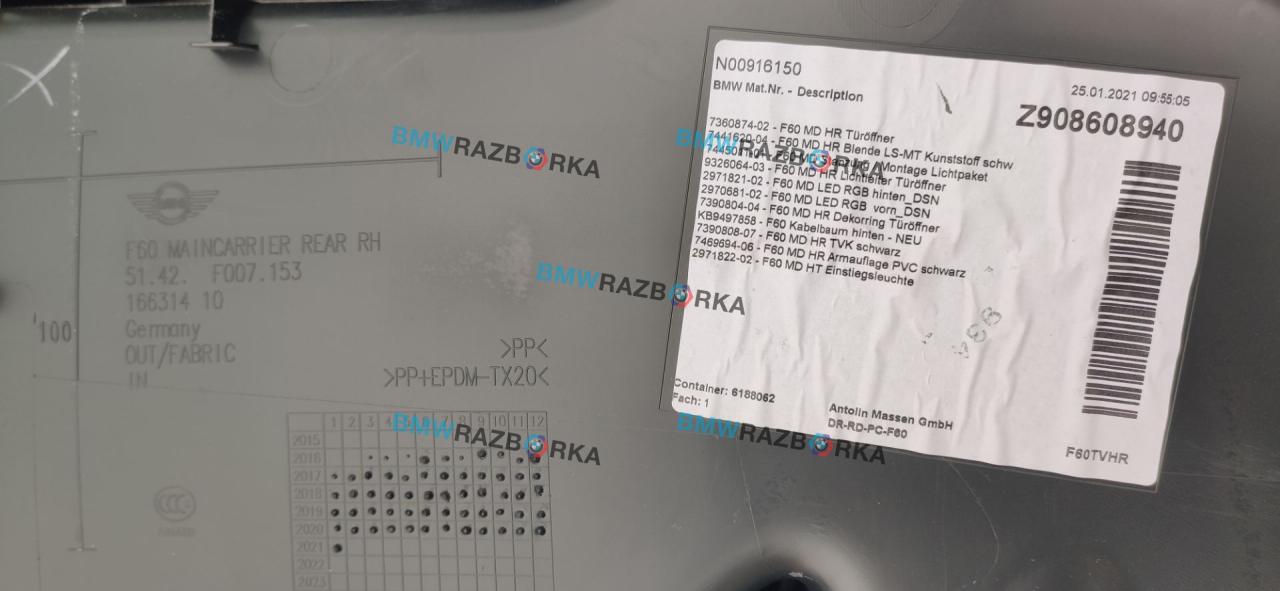 N00916150
BMW Mat.Nr. - Description
25.01.2021 09:55:05
Z908608940
7360874-02 - F60 MD HR Türöffner
7441620-04 - F60 MD HR Blende LS-MT Kunststoff schw
Montage Lichtpaket
9326064-03 - F60 MD HR Lichtleiter Türöffner
2971821-02 - F60 MD LED RGB hinten_DSN
2970681-02 - F60 MD LED RGB vorn_DSN
7390804-04 - F60 MD HR Dekorring Türöffner
KB9497858 - F60 Kabelbaum hinten - NEU
7390808-07 - F60 MD HR TVK schwarz
7469694-06 - F60 MD HR Armauflage PVC schwarz
2971822-02 - F60 MD HT Einstiegsleuchte
Container: 6188062
Fach: 1
Antolin Massen GmbH
DR-RD-PC-F60
F60TVHR
F60 MAINCARRIER REAR RH
51.42. F007.153
166314 10
Germany
OUT/FABRIC
IN
100
>PP<
>PP+EPDM-TX20<
1 2 3 4 5 6 7 8 9 10 11 12
2015
2016
2017
2018
2019
2020
2021
2022
2023
CCC
BMWRAZBORKA
BMWRAZBORKA
BMWRAZBORKA
BMWRAZBORKA
BMWRAZBORKA